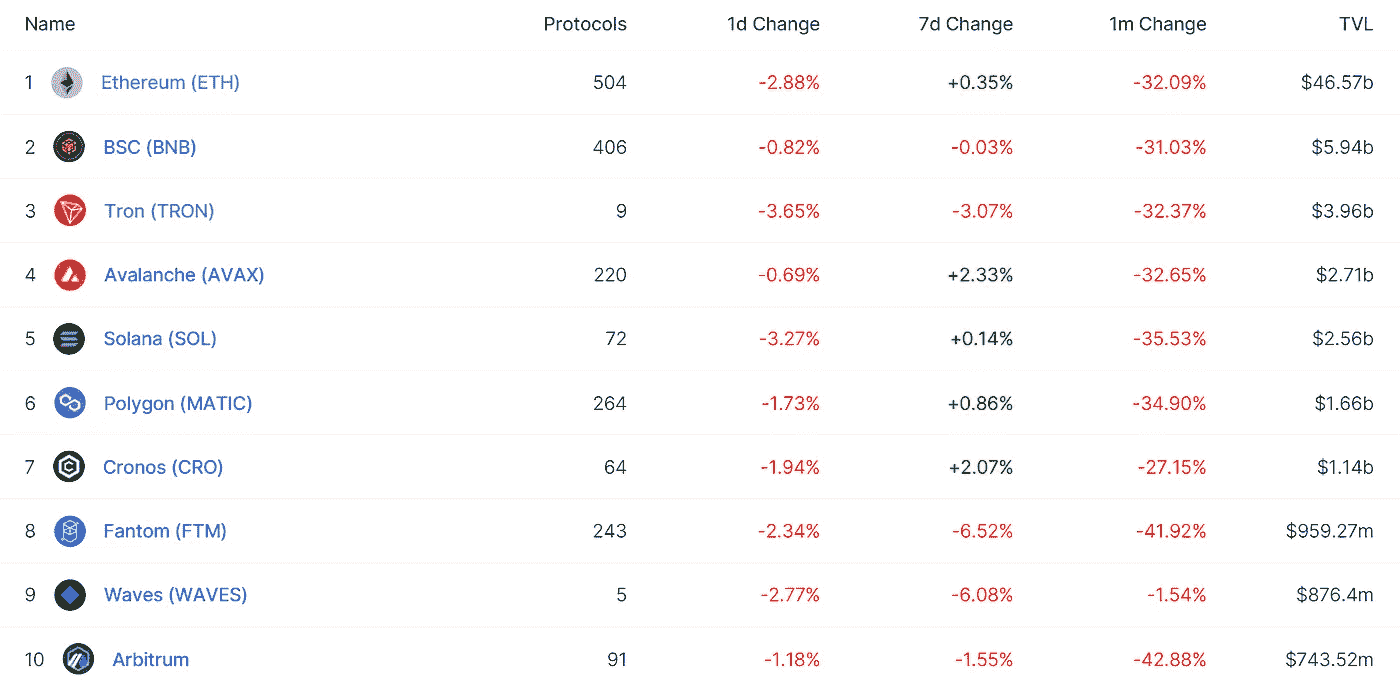 Name Protocols 1d Change 7d Change 1m Change TVL
1 Ethereum (ETH) 504 -2.88% +0.35% -32.09% $46.57b
2 BSC (BNB) 406 -0.82% -0.03% -31.03% $5.94b
3 Tron (TRON) 9 -3.65% -3.07% -32.37% $3.96b
4 Avalanche (AVAX) 220 -0.69% +2.33% -32.65% $2.71b
5 Solana (SOL) 72 -3.27% +0.14% -35.53% $2.56b
6 Polygon (MATIC) 264 -1.73% +0.86% -34.90% $1.66b
7 Cronos (CRO) 64 -1.94% +2.07% -27.15% $1.14b
8 Fantom (FTM) 243 -2.34% -6.52% -41.92% $959.27m
9 Waves (WAVES) 5 -2.77% -6.08% -1.54% $876.4m
10 Arbitrum 91 -1.18% -1.55% -42.88% $743.52m